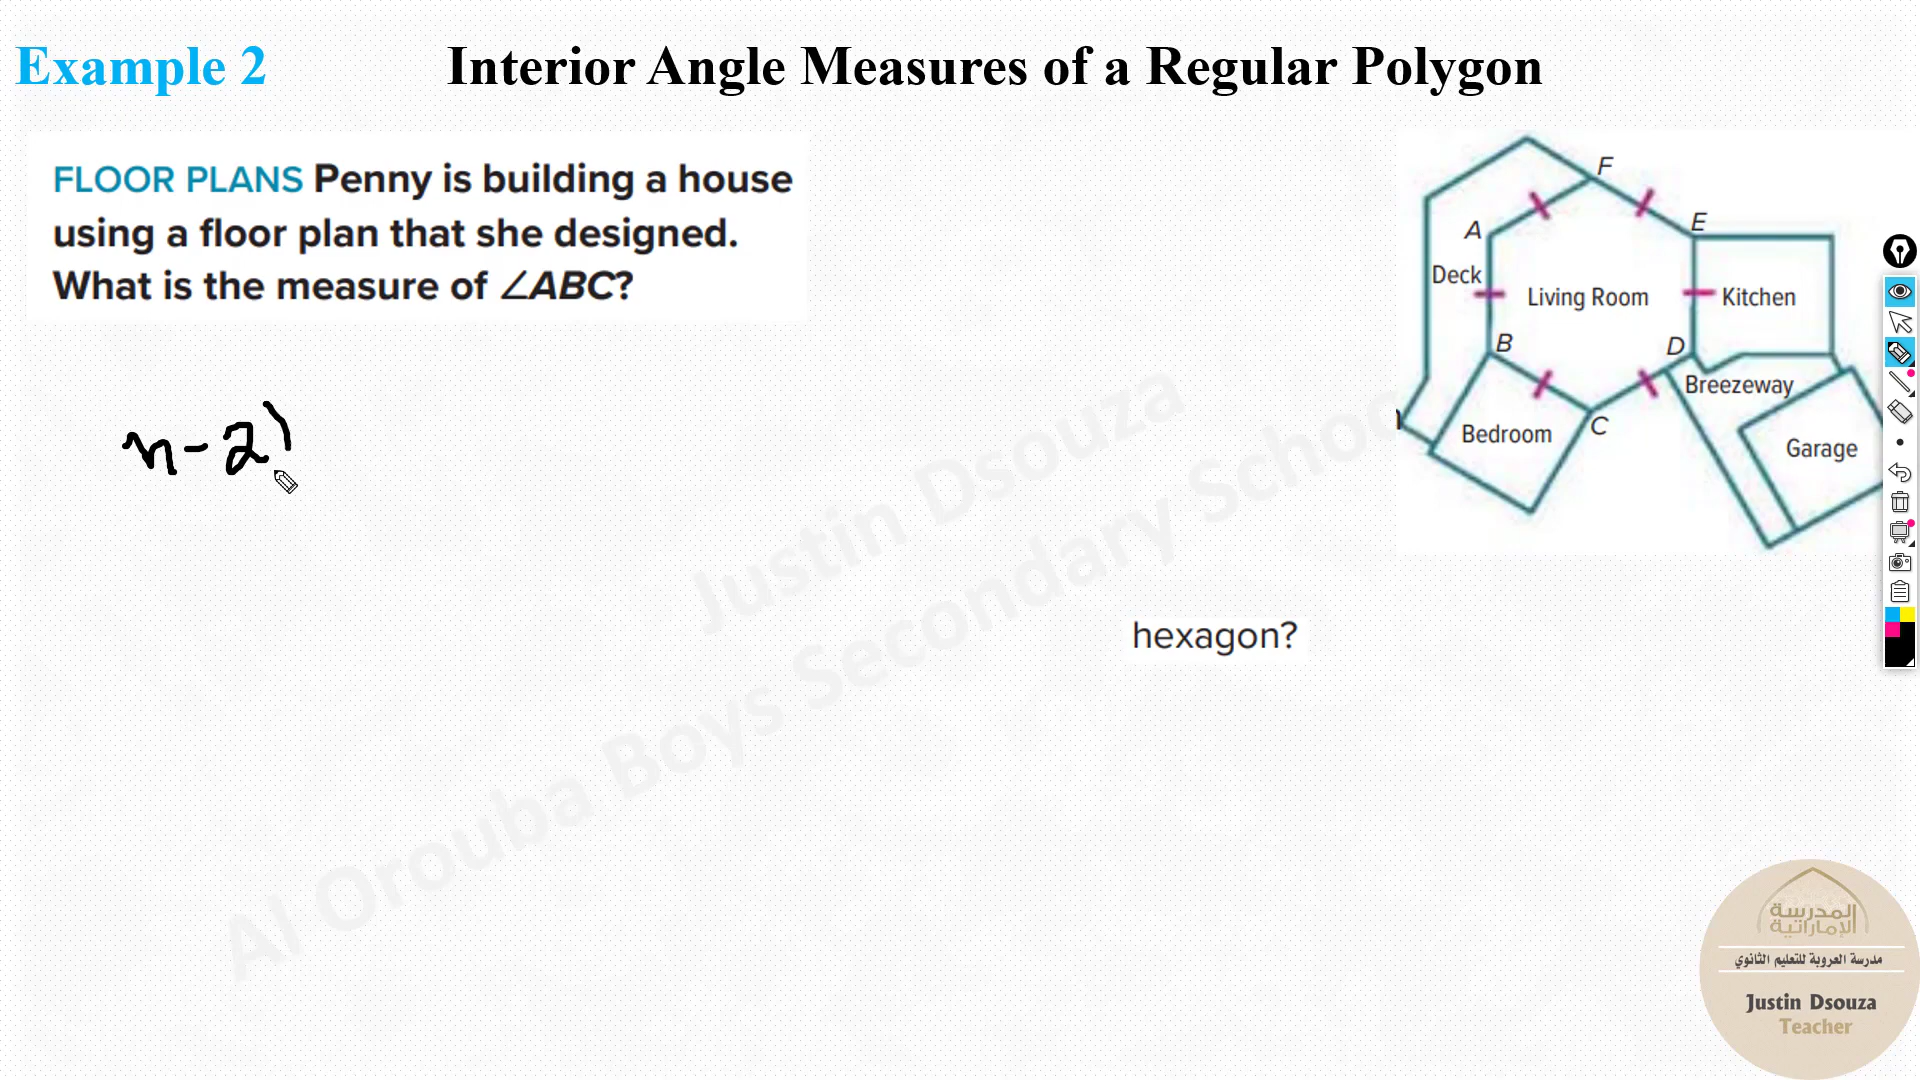 Example 2
Interior Angle Measures of a Regular Polygon
FLOOR PLANS Penny is building a house
using a floor plan that she designed.
What is the measure of ∠ABC?
n - 2)
F
A
E
Deck
Living Room
Kitchen
B
D
Breezeway
Bedroom
C
Garage
hexagon?
Justin Dsouza
Al Orouba Boys Secondary Schoo
المدرسة
الإماراتية
مدرسة العروبة للتعليم الثانوي
Justin Dsouza
Teacher